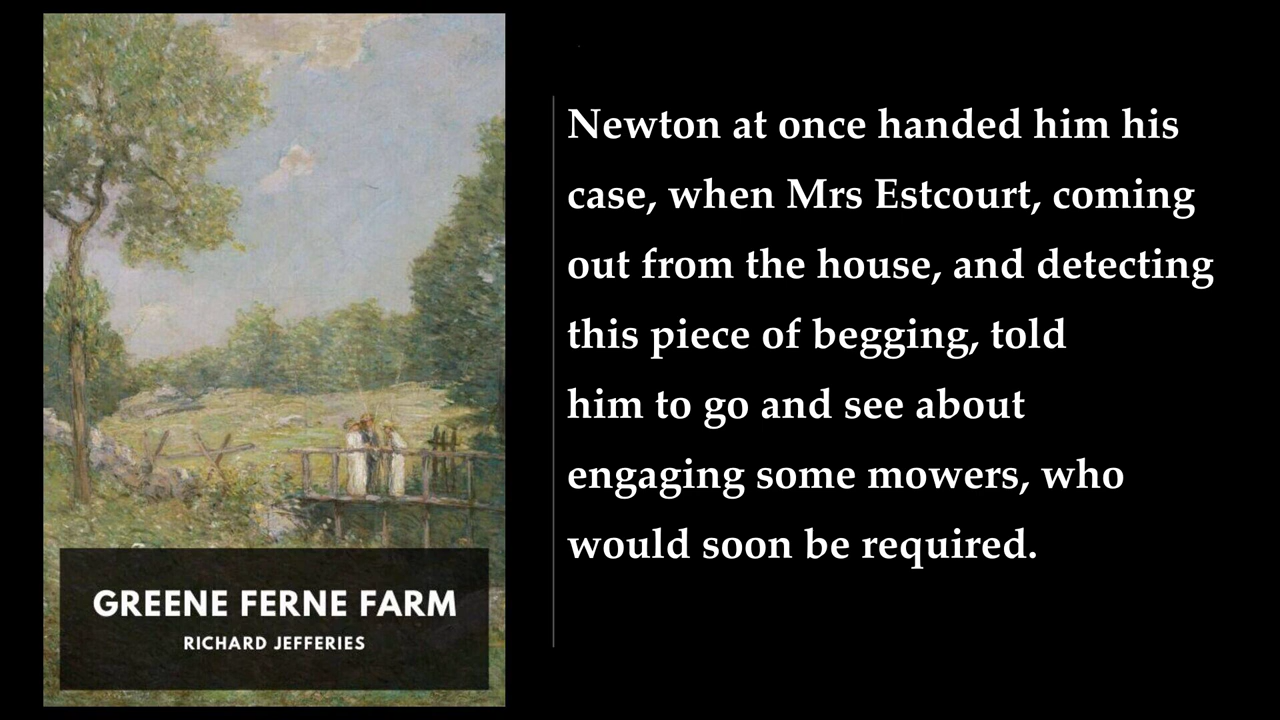 GREENE FERNE FARM
RICHARD JEFFERIES
Newton at once handed him his
case, when Mrs Estcourt, coming
out from the house, and detecting
this piece of begging, told
him to go and see about
engaging some mowers, who
would soon be required.